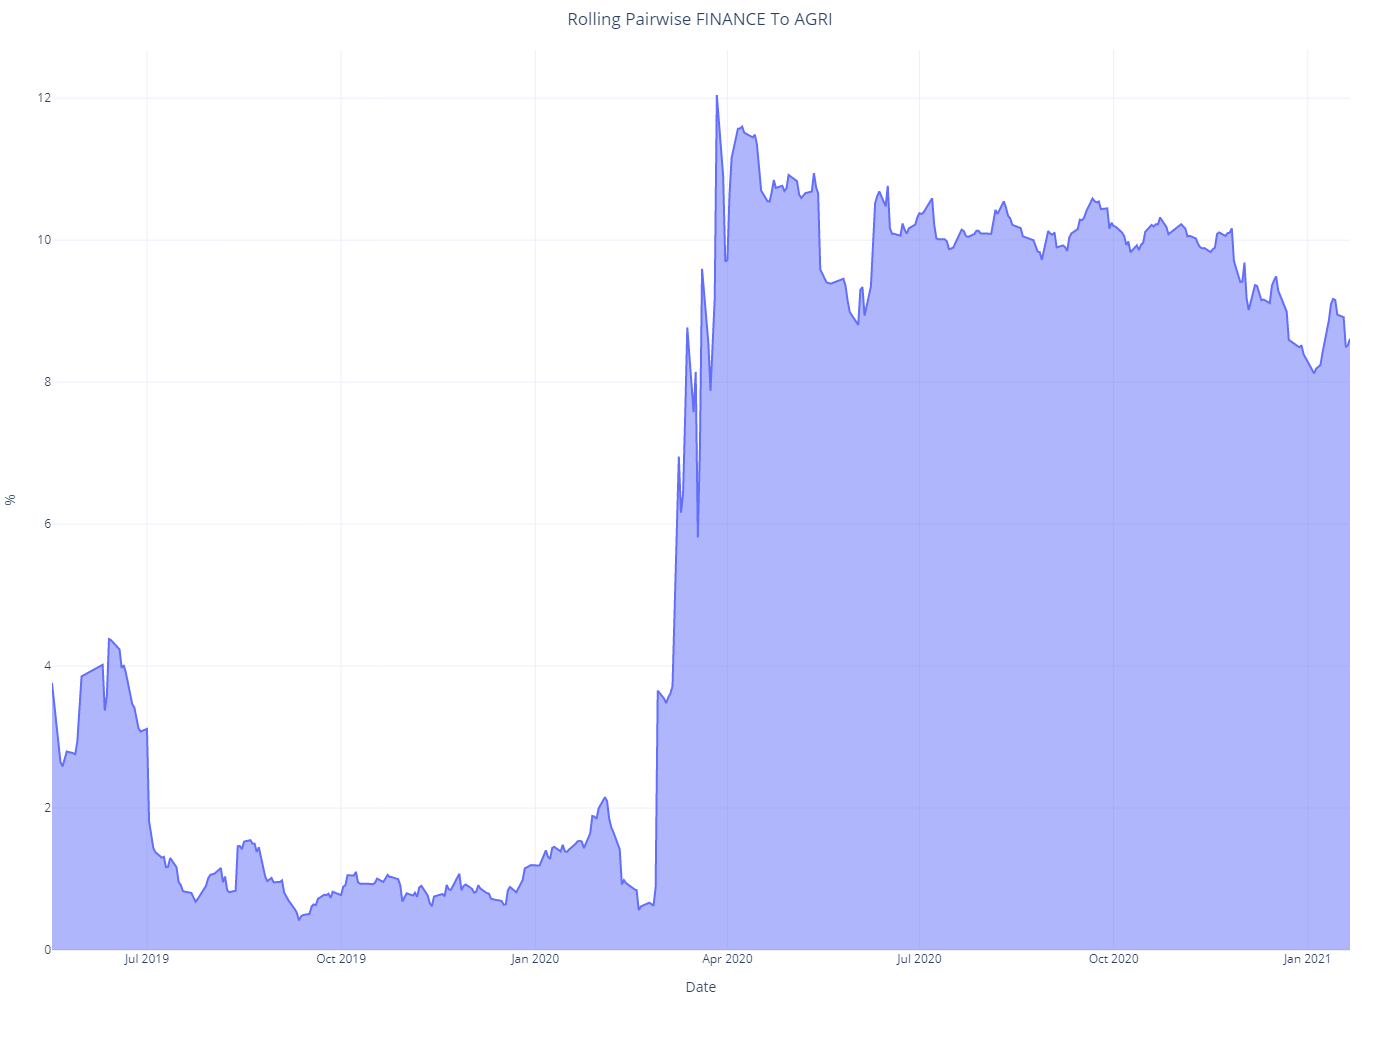 Rolling Pairwise FINANCE To AGRI
12
10
8
6
4
2
0
%
Jul 2019
Oct 2019
Jan 2020
Apr 2020
Jul 2020
Oct 2020
Jan 2021
Date